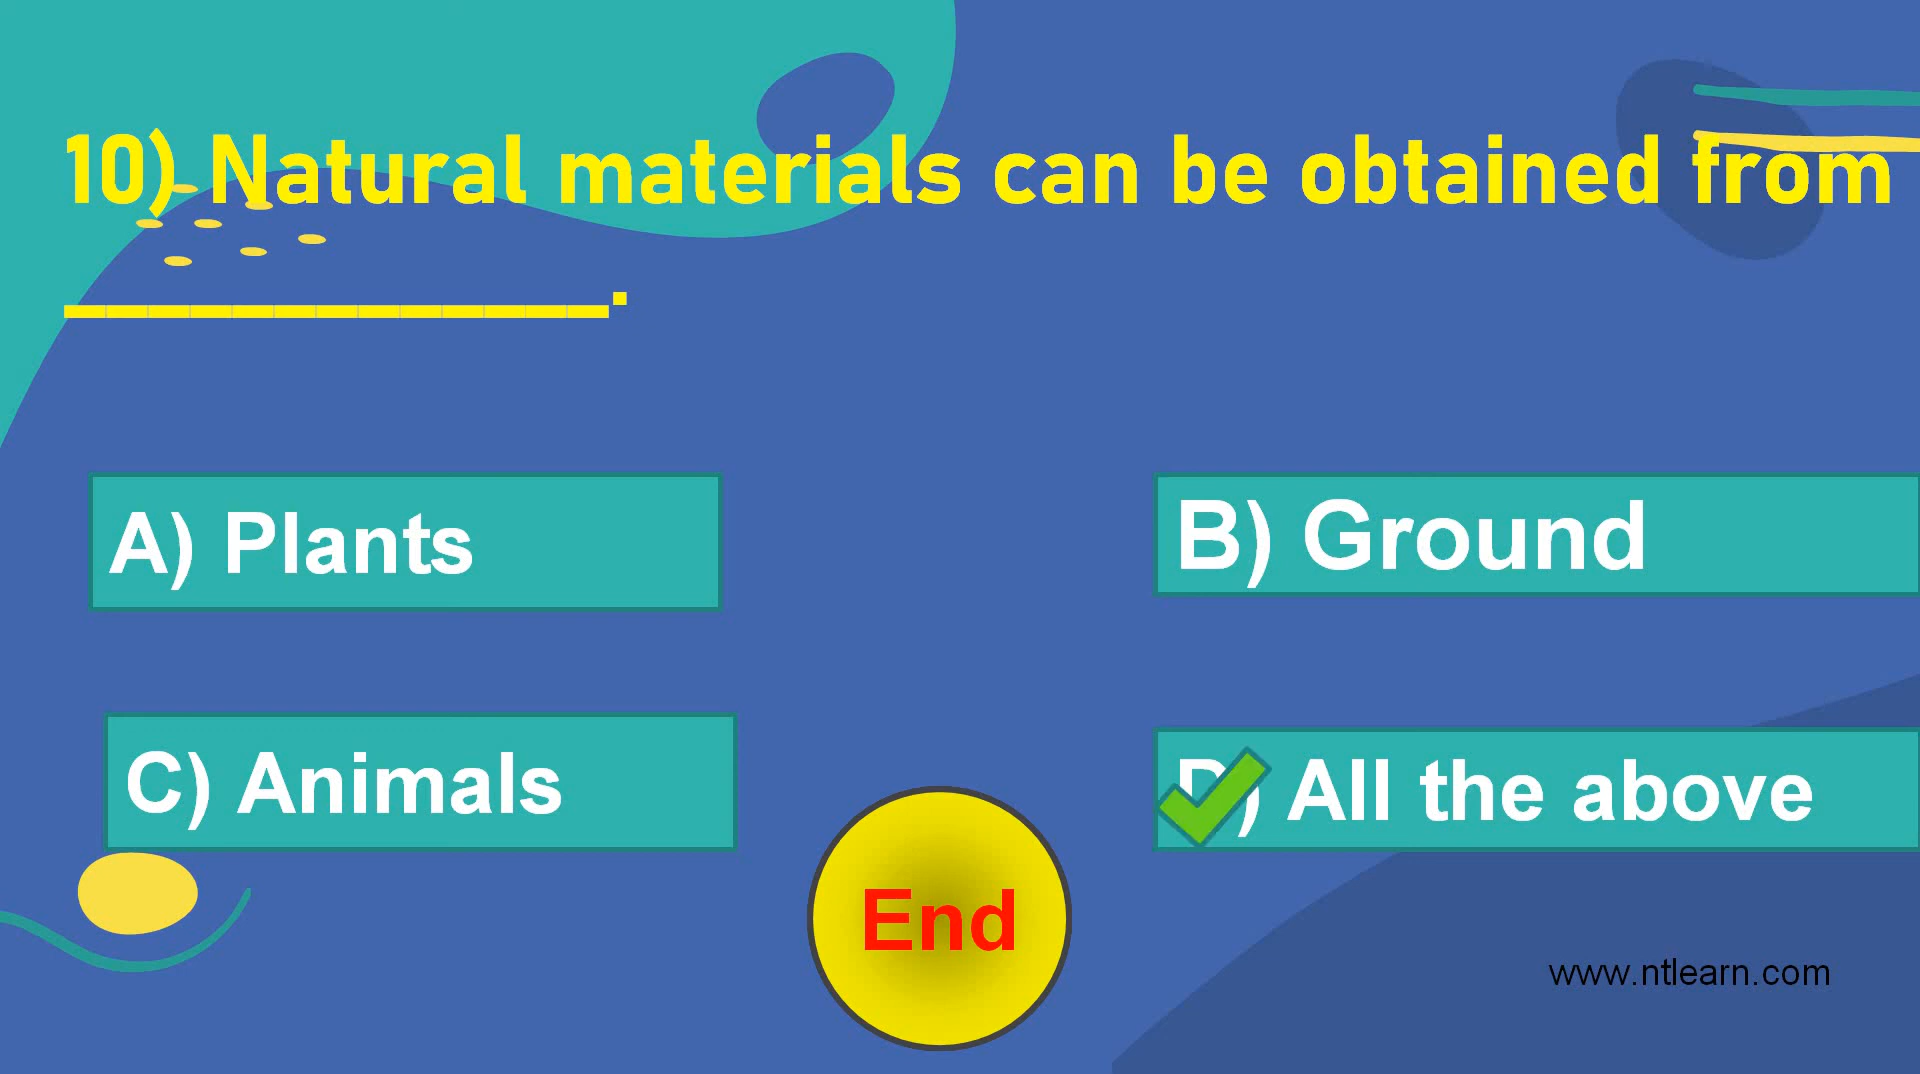 10) Natural materials can be obtained from
_____________.
A) Plants
B) Ground
C) Animals
D) All the above
End
www.ntlearn.com